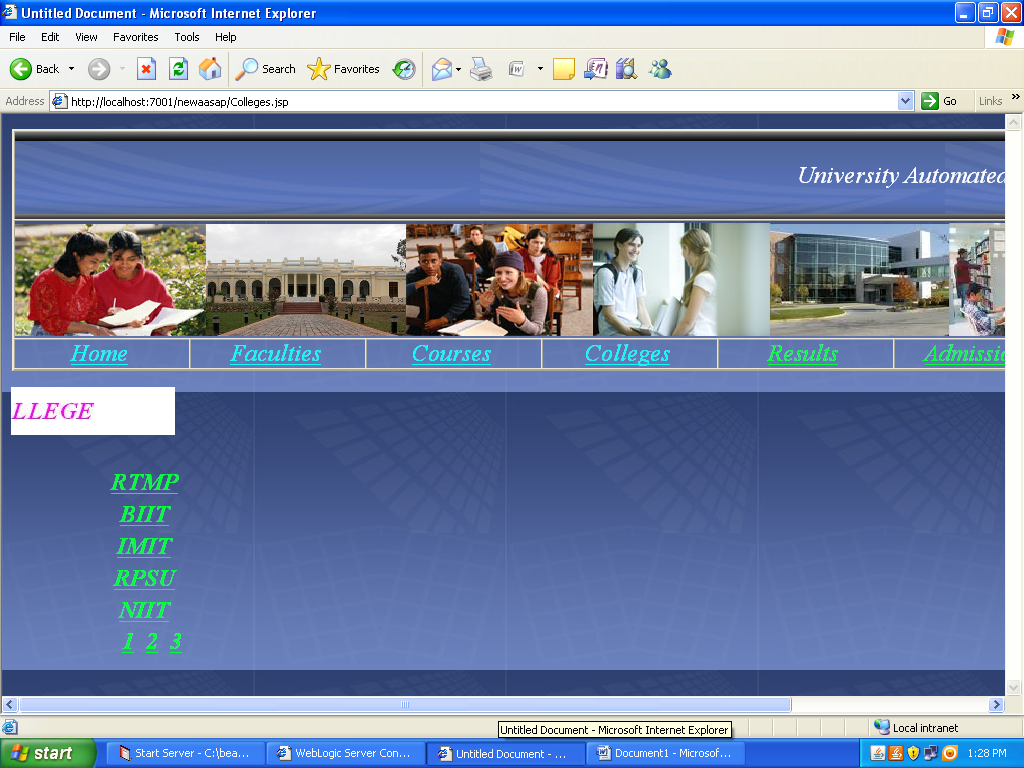 Untitled Document - Microsoft Internet Explorer
File Edit View Favorites Tools Help
Back Search Favorites
Address http://localhost:7001/newaasap/Colleges.jsp Go Links »
University Automated
Home Faculties Courses Colleges Results Admissio
LLEGE
RTMP
BIIT
IMIT
RPSU
NIIT
1 2 3
Untitled Document - Microsoft Internet Explorer
Local intranet
start Start Server - C:\bea... WebLogic Server Con... Untitled Document - ... Document1 - Microsof... 1:28 PM